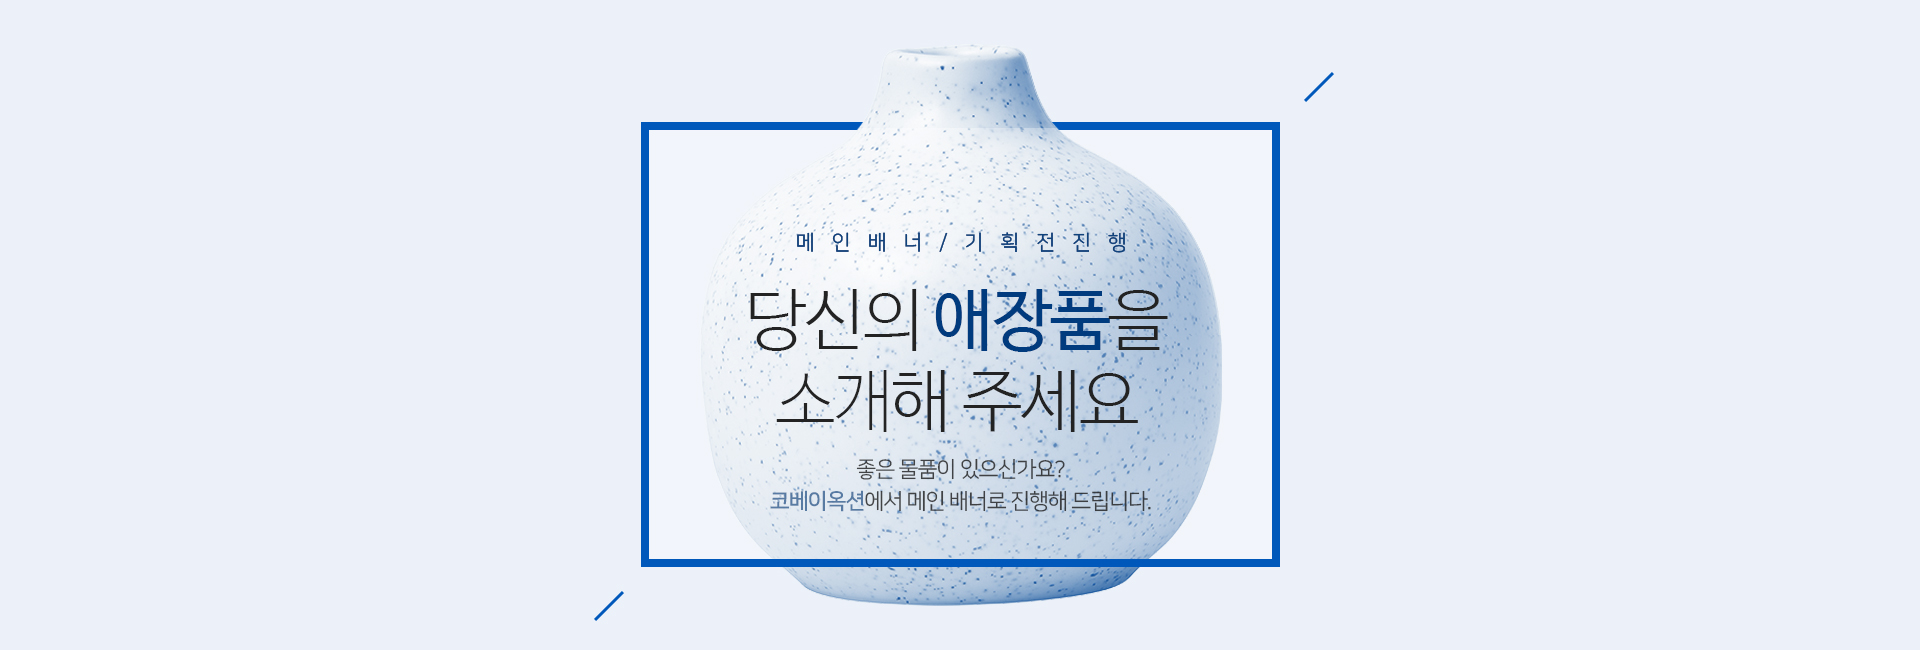 메인배너/기획전진행
당신의 애장품을
소개해 주세요
좋은 물품이 있으신가요?
코베이옥션에서 메인 배너로 진행해 드립니다.